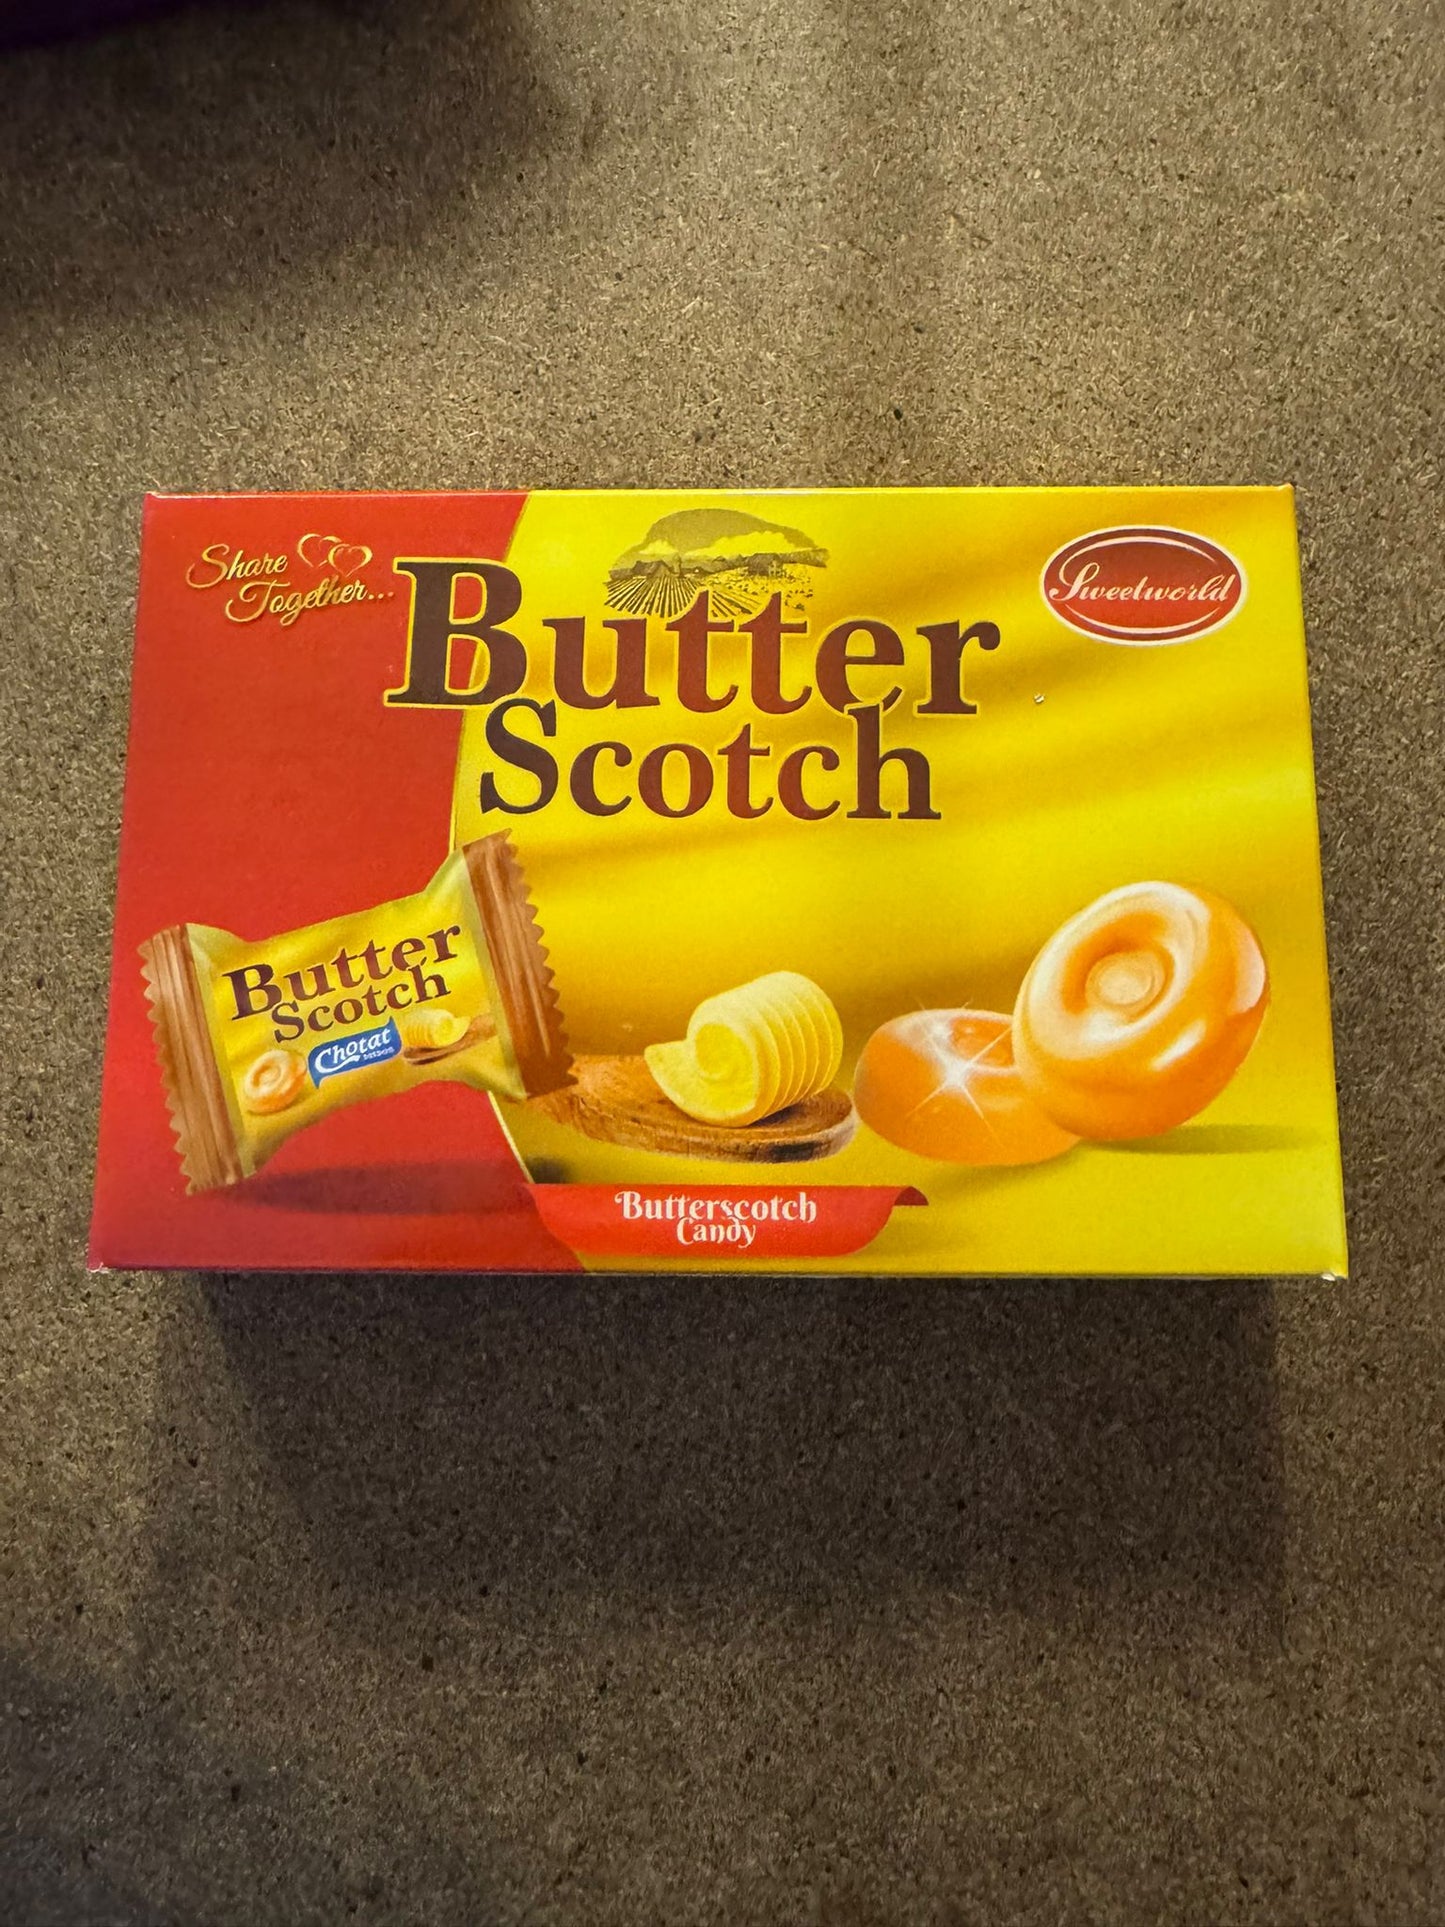 Share
Together...
Butter
Scotch
Sweetworld
Butter
Scotch
Chotat
Butterscotch
Candy